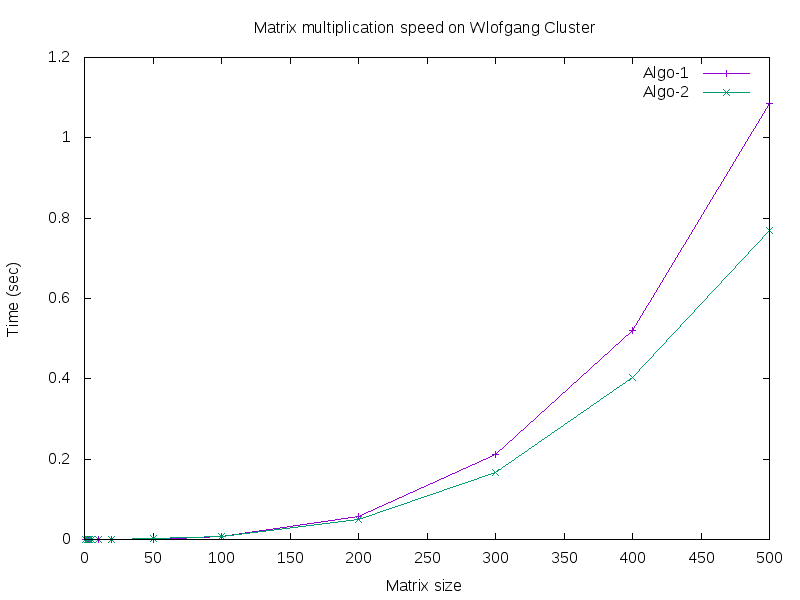 Matrix multiplication speed on Wlofgang Cluster
Algo-1
Algo-2
1.2
1
0.8
0.6
0.4
0.2
0
Time (sec)
0 50 100 150 200 250 300 350 400 450 500
Matrix size